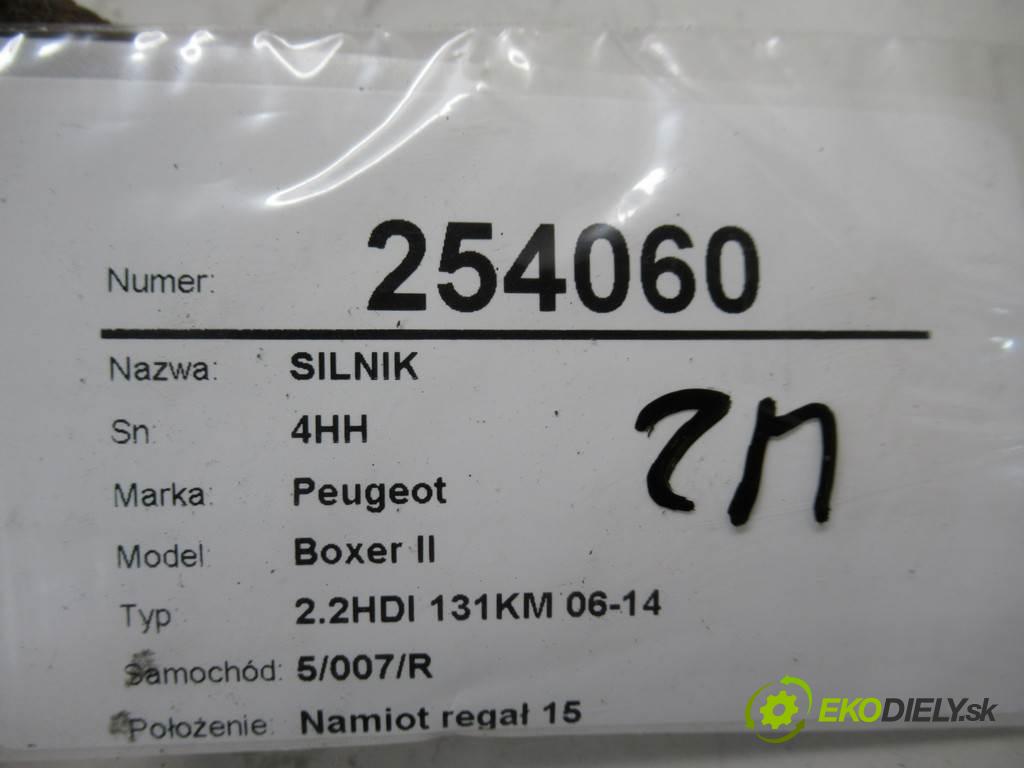 Numer: 254060
Nazwa: SILNIK
Sn: 4HH
Marka: Peugeot
Model: Boxer II
Typ 2.2HDI 131KM 06-14
Samochód: 5/007/R
Położenie: Namiot regał 15
EKODIELY.sk